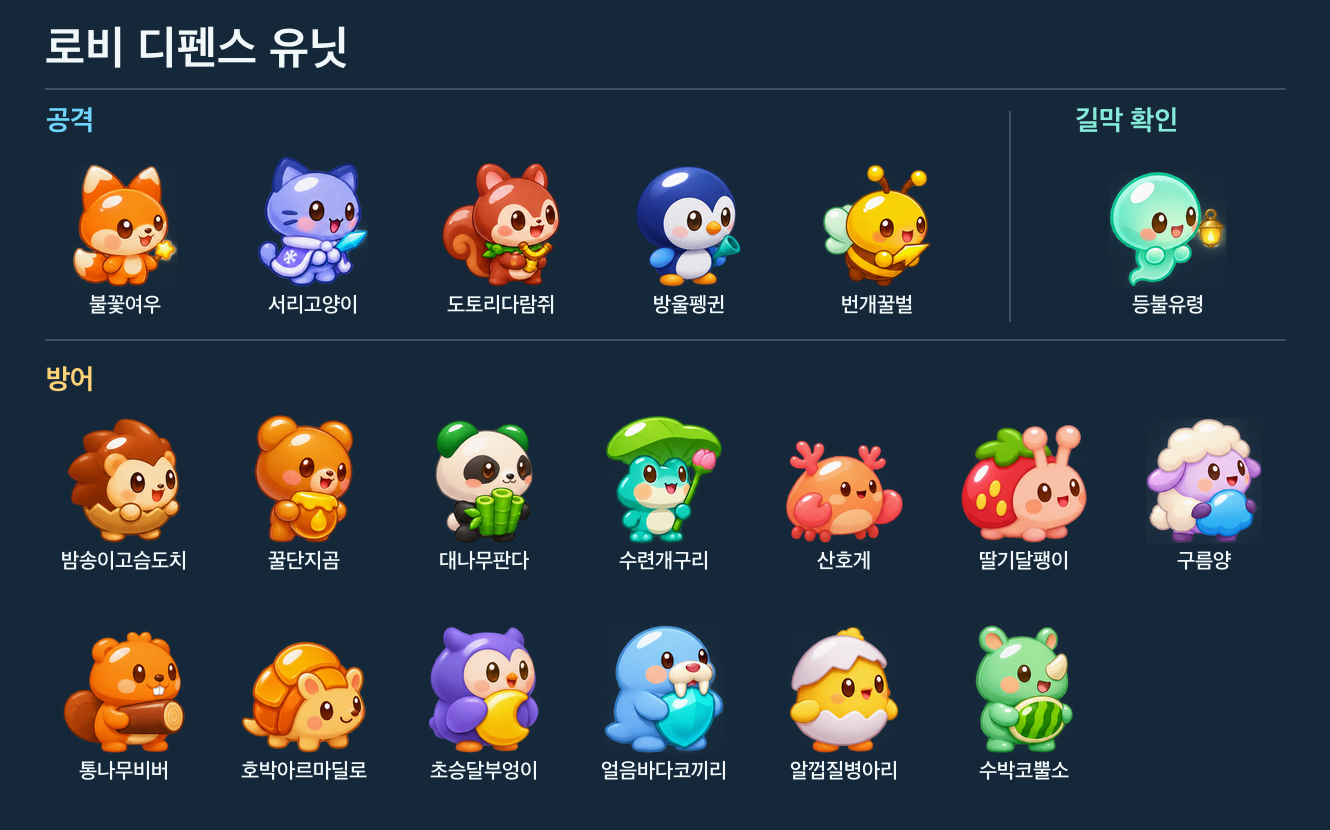 로비 디펜스 유닛
공격
길막 확인
불꽃여우
서리고양이
도토리다람쥐
방울펭귄
번개꿀벌
등불유령
방어
밤송이고슴도치
꿀단지곰
대나무판다
수련개구리
산호게
딸기달팽이
구름양
통나무비버
호박아르마딜로
초승달부엉이
얼음바다코끼리
알껍질병아리
수박코뿔소